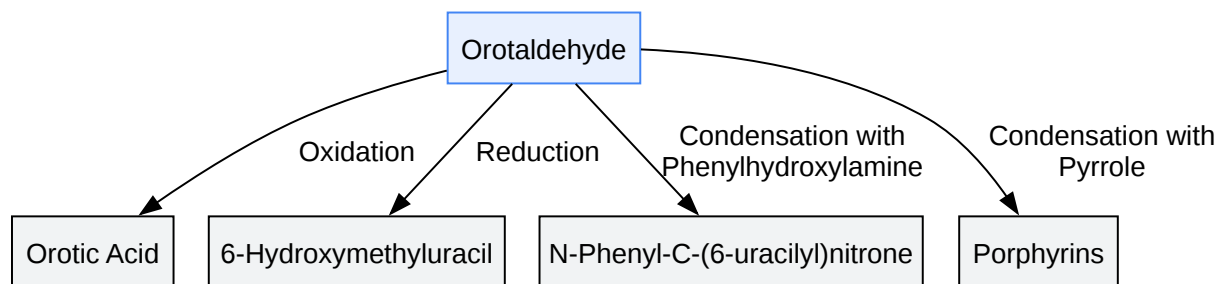 Orotaldehyde
Oxidation
Reduction
Condensation with
Phenylhydroxylamine
Condensation with
Pyrrole
Orotic Acid
6-Hydroxymethyluracil
N-Phenyl-C-(6-uracilyl)nitrone
Porphyrins